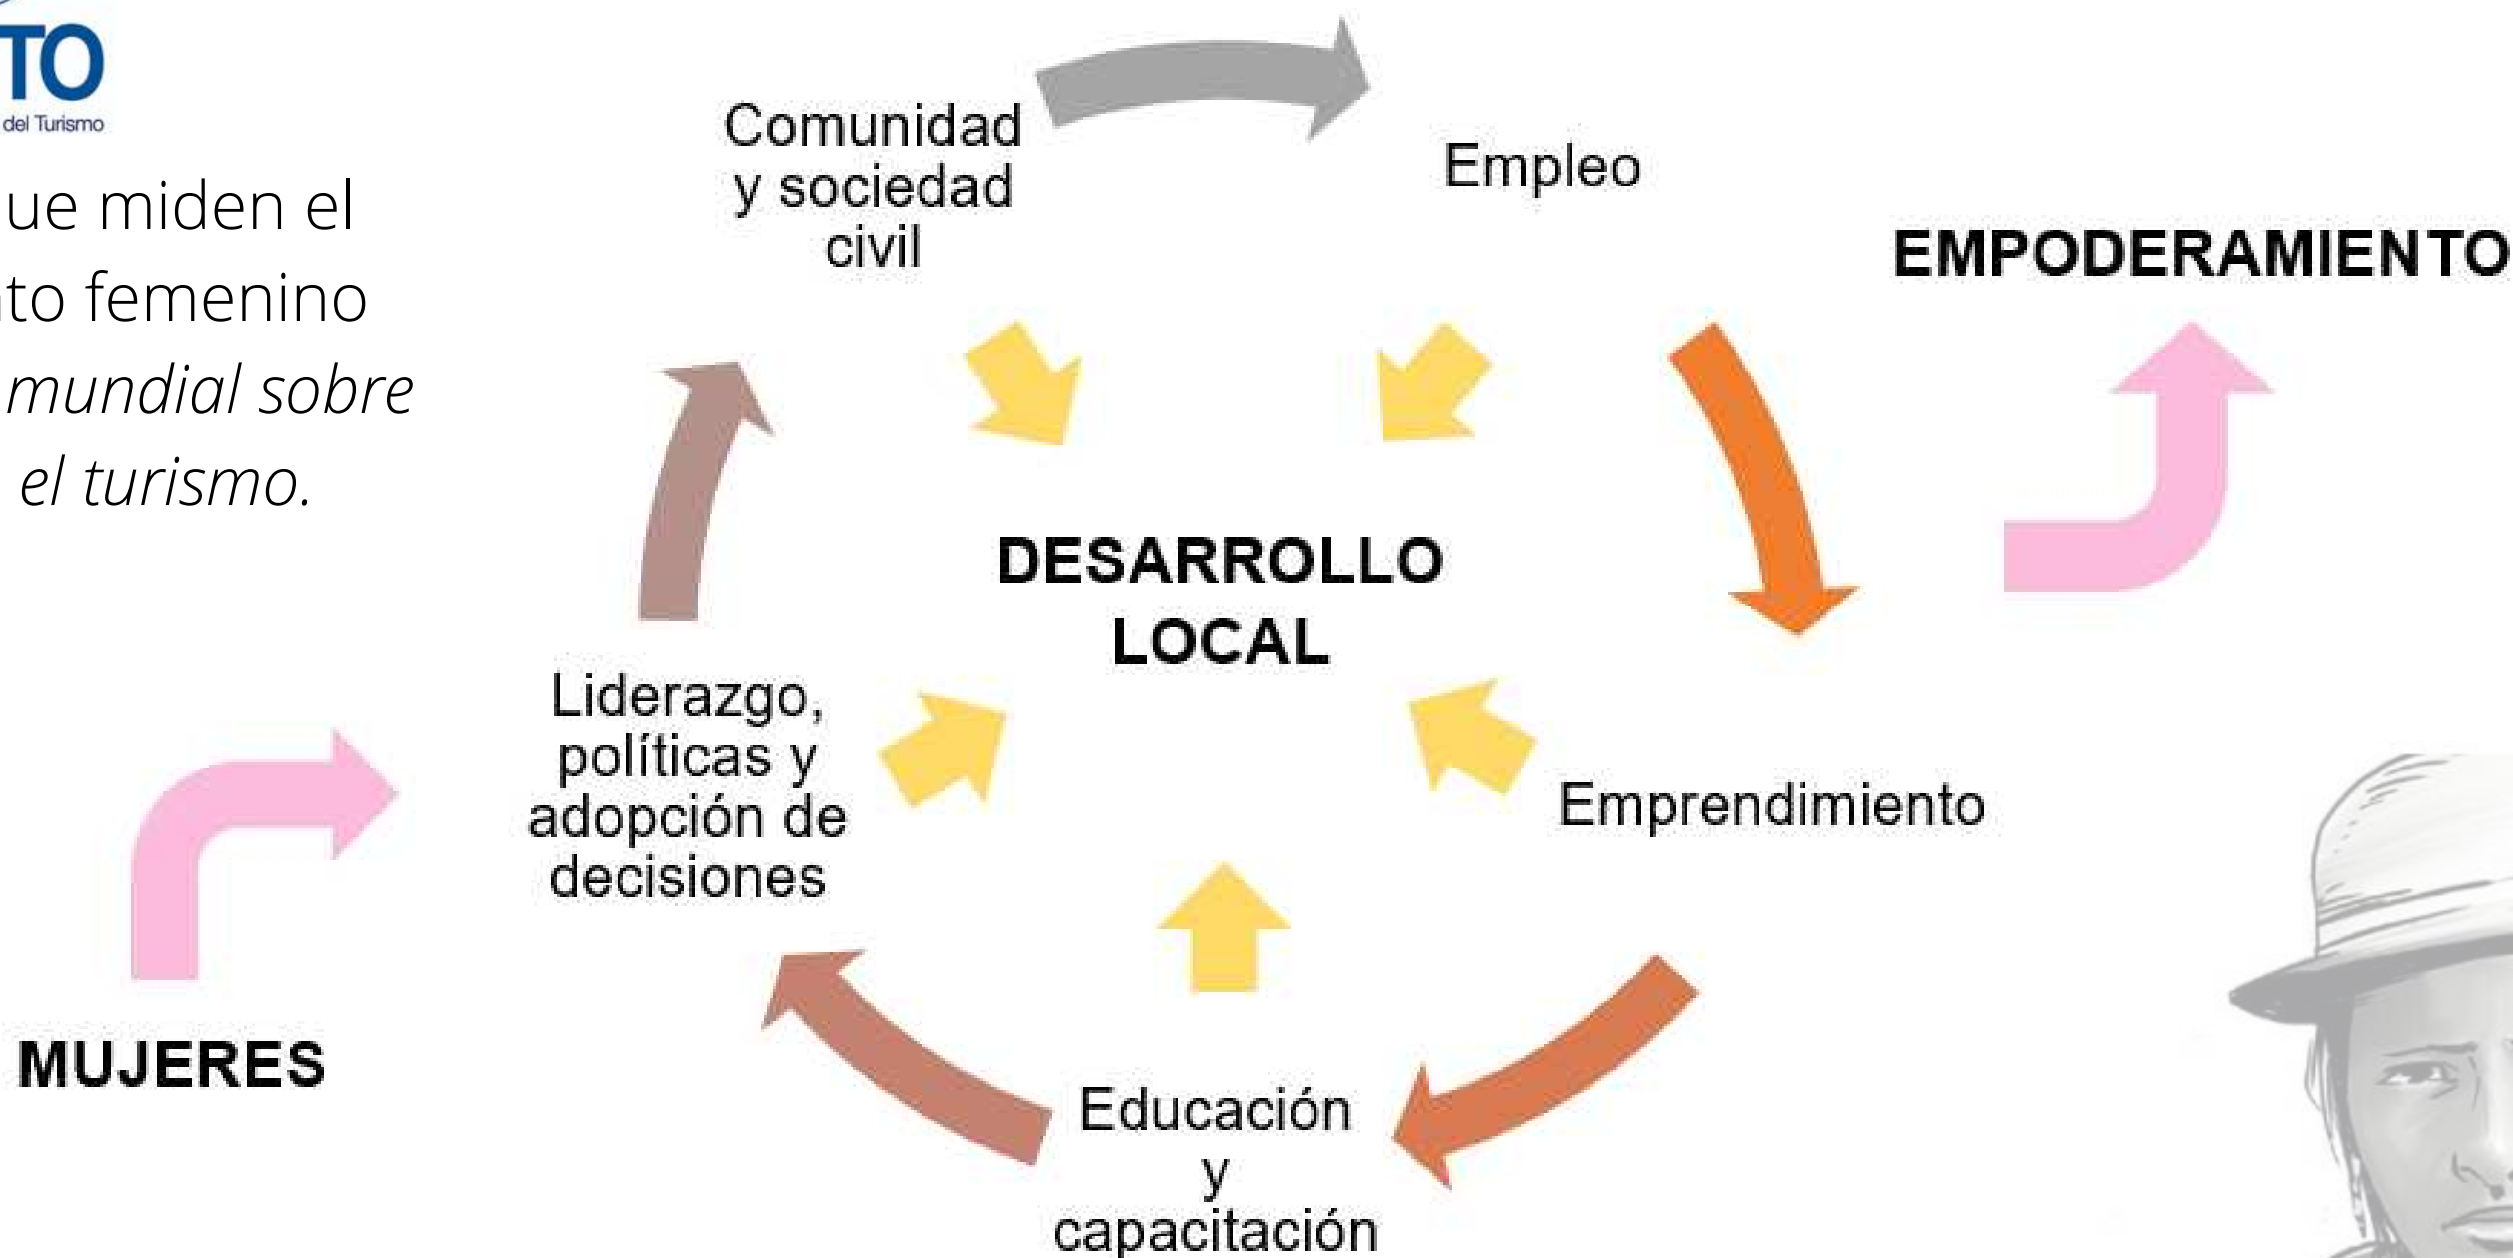 TO
del Turismo
ue miden el
to femenino
mundial sobre
el turismo.
Comunidad
y sociedad
civil
Empleo
EMPODERAMIENTO
DESARROLLO
LOCAL
Liderazgo,
políticas y
adopción de
decisiones
Emprendimiento
MUJERES
Educación
y
capacitación